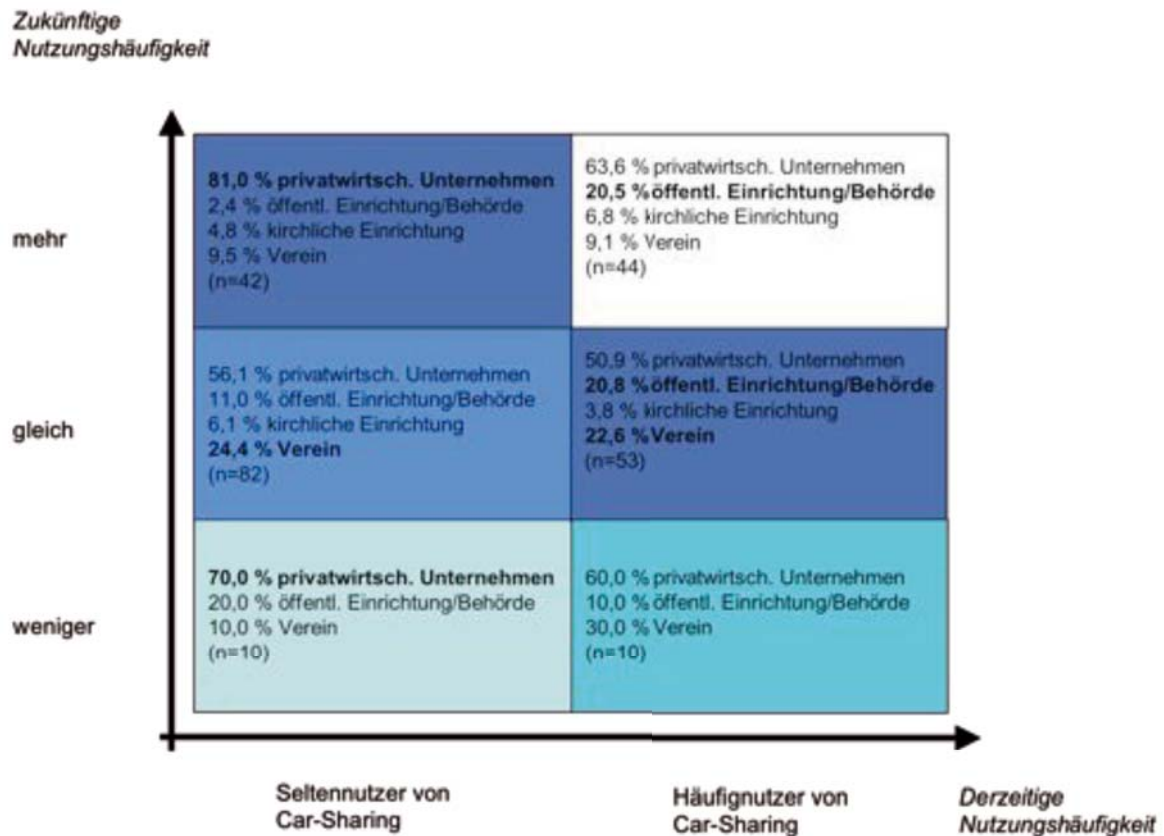 Zukünftige
Nutzungshäufigkeit
mehr
81,0 % privatwirtsch. Unternehmen
2,4 % öffentl. Einrichtung/Behörde
4,8 % kirchliche Einrichtung
9,5 % Verein
(n=42)
63,6 % privatwirtsch. Unternehmen
20,5 % öffentl. Einrichtung/Behörde
6,8 % kirchliche Einrichtung
9,1 % Verein
(n=44)
gleich
56,1 % privatwirtsch. Unternehmen
11,0 % öffentl. Einrichtung/Behörde
6,1 % kirchliche Einrichtung
24,4 % Verein
(n=82)
50,9 % privatwirtsch. Unternehmen
20,8 % öffentl. Einrichtung/Behörde
3,8 % kirchliche Einrichtung
22,6 % Verein
(n=53)
weniger
70,0 % privatwirtsch. Unternehmen
20,0 % öffentl. Einrichtung/Behörde
10,0 % Verein
(n=10)
60,0 % privatwirtsch. Unternehmen
10,0 % öffentl. Einrichtung/Behörde
30,0 % Verein
(n=10)
Seltennutzer von
Car-Sharing
Häufignutzer von
Car-Sharing
Derzeitige
Nutzungshäufigkeit